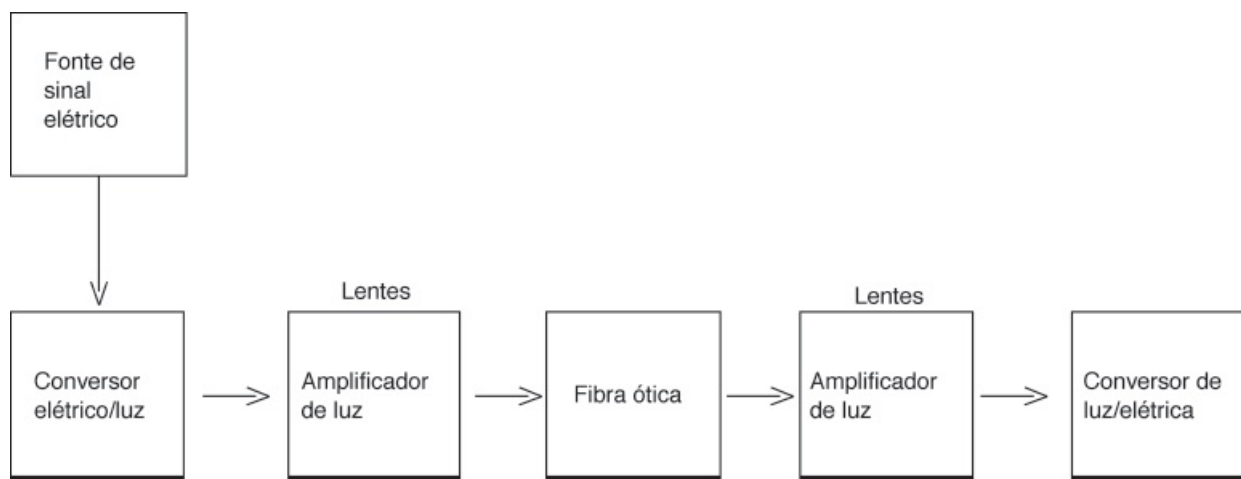 Fonte de
sinal
elétrico
Lentes
Lentes
Conversor
elétrico/luz
Amplificador
de luz
Fibra ótica
Amplificador
de luz
Conversor de
luz/elétrica